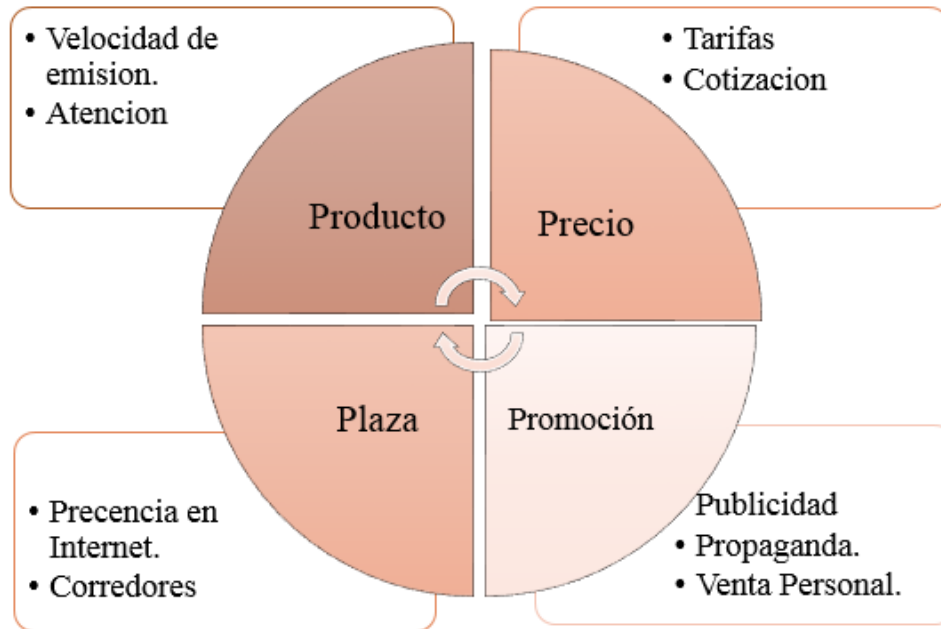 • Velocidad de
emision.
• Atencion
• Tarifas
• Cotizacion
Producto
Precio
Plaza
Promoción
• Precencia en
Internet.
• Corredores
Publicidad
• Propaganda.
• Venta Personal.